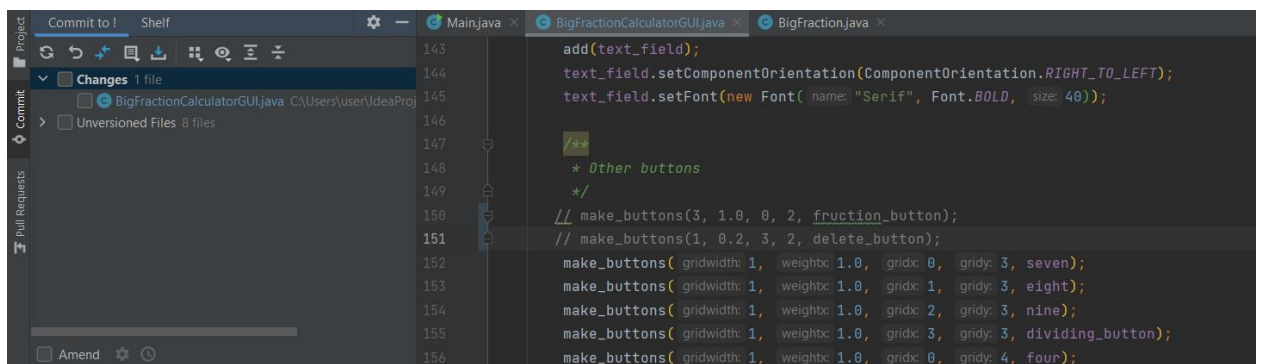 Project
Commit
Pull Requests
Commit to ! Shelf
Changes 1 file
BigFractionCalculatorGUI.java C:\Users\user\IdeaProj
Unversioned Files 8 files
Amend
Main.java × BigFractionCalculatorGUI.java × BigFraction.java ×
143 add(text_field);
144 text_field.setComponentOrientation(ComponentOrientation.RIGHT_TO_LEFT);
145 text_field.setFont(new Font( name: "Serif", Font.BOLD, size: 40));
146
147 /**
148 * Other buttons
149 */
150 // make_buttons(3, 1.0, 0, 2, fruction_button);
151 // make_buttons(1, 0.2, 3, 2, delete_button);
152 make_buttons( gridwidth: 1, weightx: 1.0, gridx: 0, gridy: 3, seven);
153 make_buttons( gridwidth: 1, weightx: 1.0, gridx: 1, gridy: 3, eight);
154 make_buttons( gridwidth: 1, weightx: 1.0, gridx: 2, gridy: 3, nine);
155 make_buttons( gridwidth: 1, weightx: 1.0, gridx: 3, gridy: 3, dividing_button);
156 make_buttons( gridwidth: 1, weightx: 1.0, gridx: 0, gridy: 4, four);